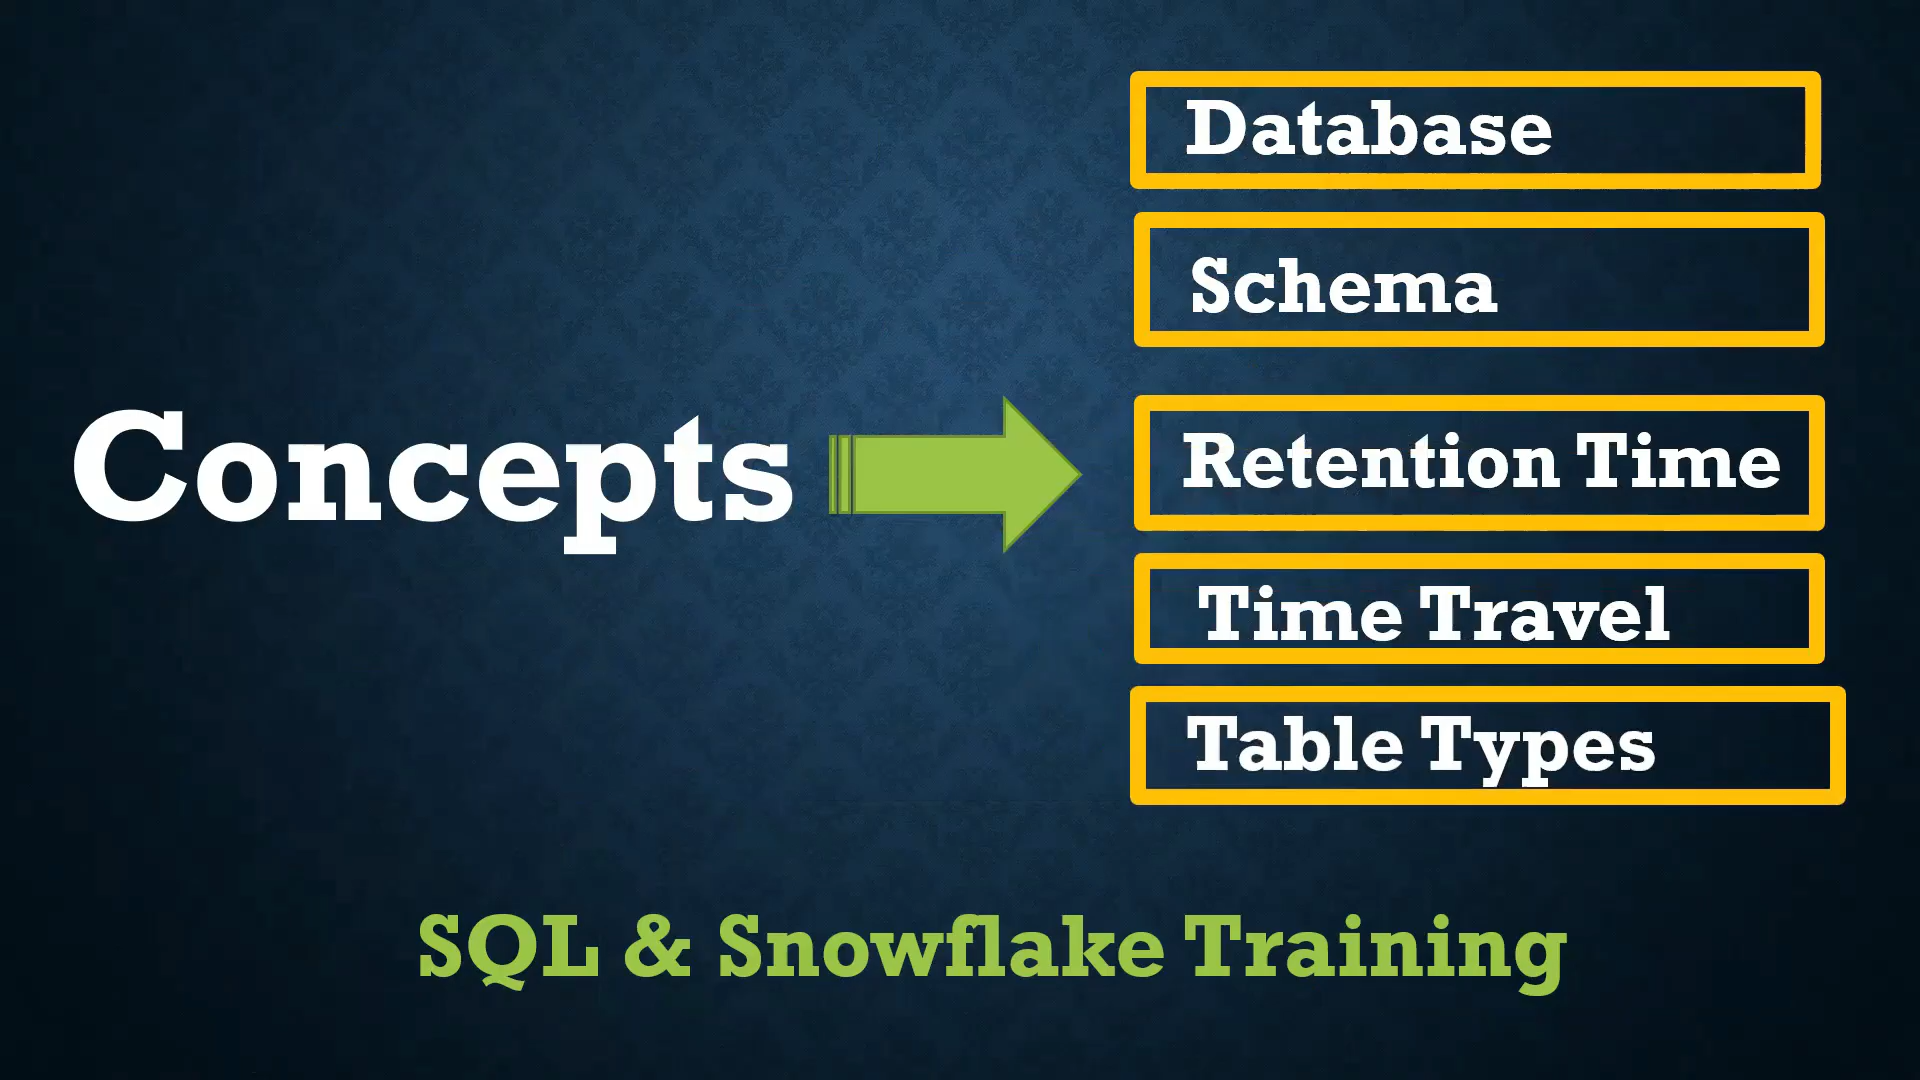 Concepts
Database
Schema
Retention Time
Time Travel
Table Types
SQL & Snowflake Training